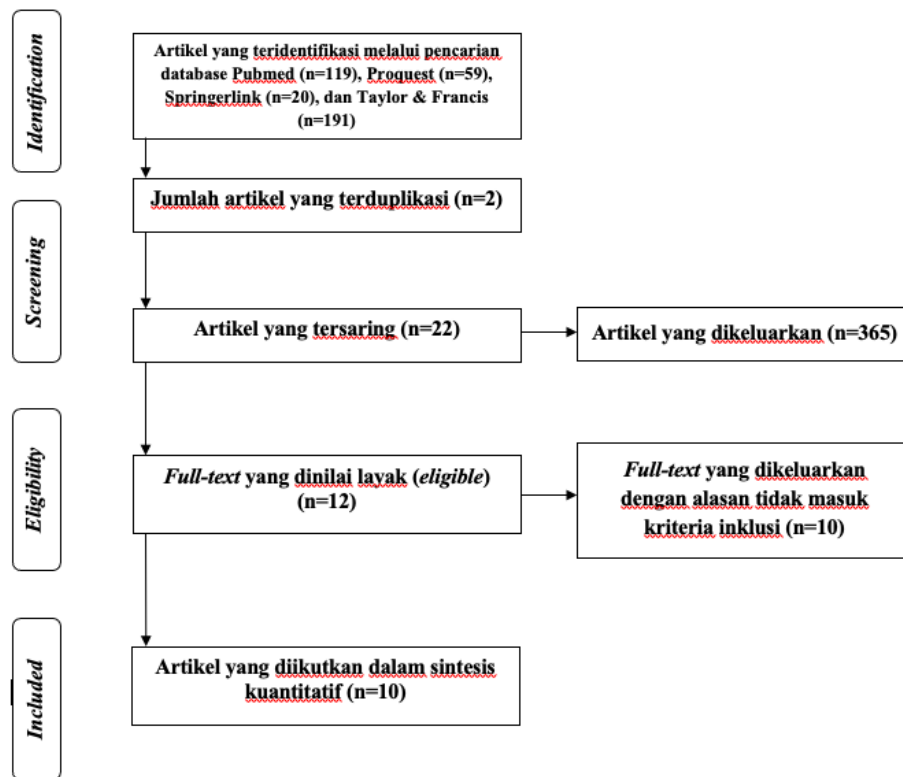 Identification
Artikel yang teridentifikasi melalui pencarian
database Pubmed (n=119), Proquest (n=59),
Springerlink (n=20), dan Taylor & Francis
(n=191)
Jumlah artikel yang terduplikasi (n=2)
Screening
Artikel yang tersaring (n=22)
Artikel yang dikeluarkan (n=365)
Eligibility
Full-text yang dinilai layak (eligible)
(n=12)
Full-text yang dikeluarkan
dengan alasan tidak masuk
kriteria inklusi (n=10)
Included
Artikel yang diikutkan dalam sintesis
kuantitatif (n=10)